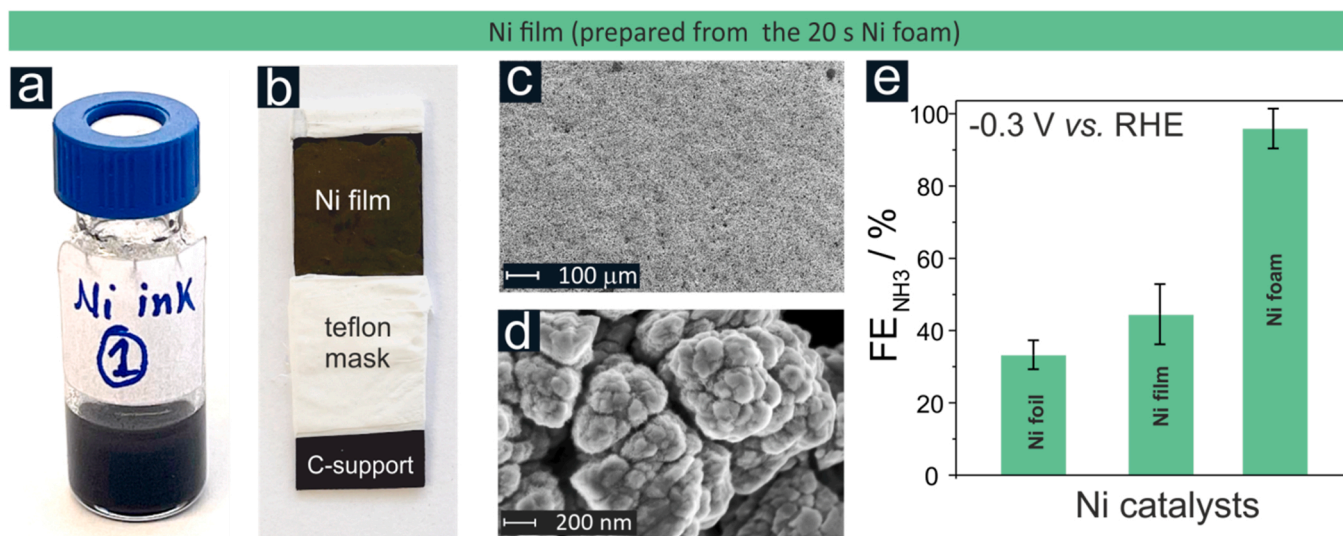 Ni film (prepared from the 20 s Ni foam)
a
Ni inK
1
b
Ni film
teflon
mask
C-support
c
100 µm
d
200 nm
e
-0.3 V vs. RHE
FE NH3 / %
100
80
60
40
20
0
Ni foil
Ni film
Ni foam
Ni catalysts